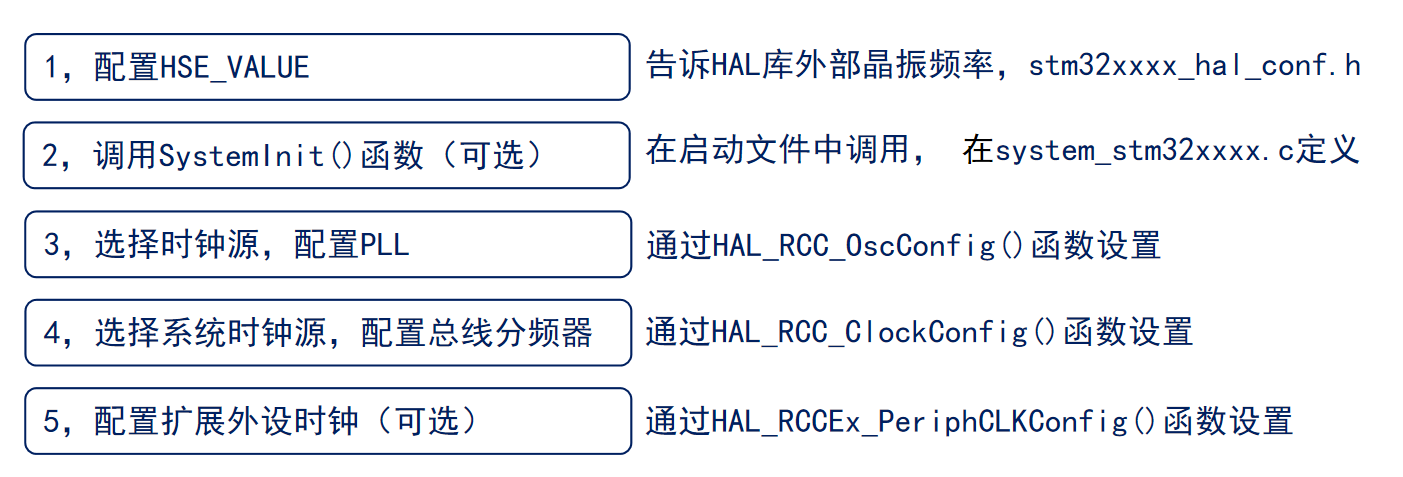 1，配置HSE_VALUE 告诉HAL库外部晶振频率，stm32xxxx_hal_conf.h
2，调用SystemInit()函数（可选） 在启动文件中调用， 在system_stm32xxxx.c定义
3，选择时钟源，配置PLL 通过HAL_RCC_OscConfig()函数设置
4，选择系统时钟源，配置总线分频器 通过HAL_RCC_ClockConfig()函数设置
5，配置扩展外设时钟（可选） 通过HAL_RCCEx_PeriphCLKConfig()函数设置